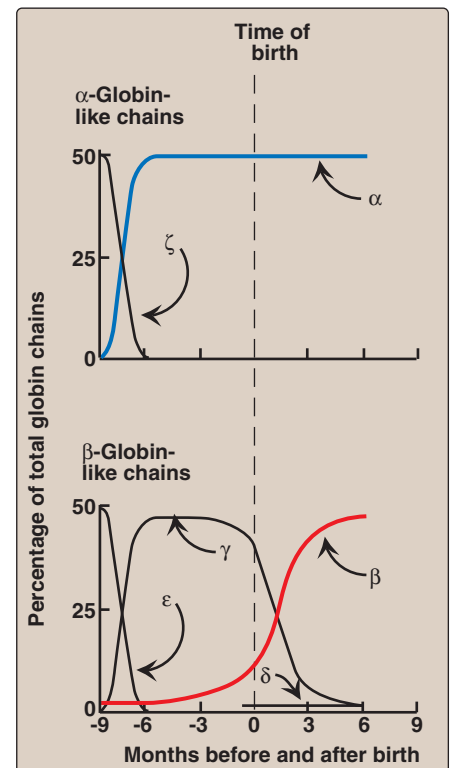 Time of
birth
α-Globin-
like chains
50
25
0
α
ζ
Percentage of total globin chains
β-Globin-
like chains
50
25
0
γ
ε
β
δ
-9 -6 -3 0 3 6 9
Months before and after birth